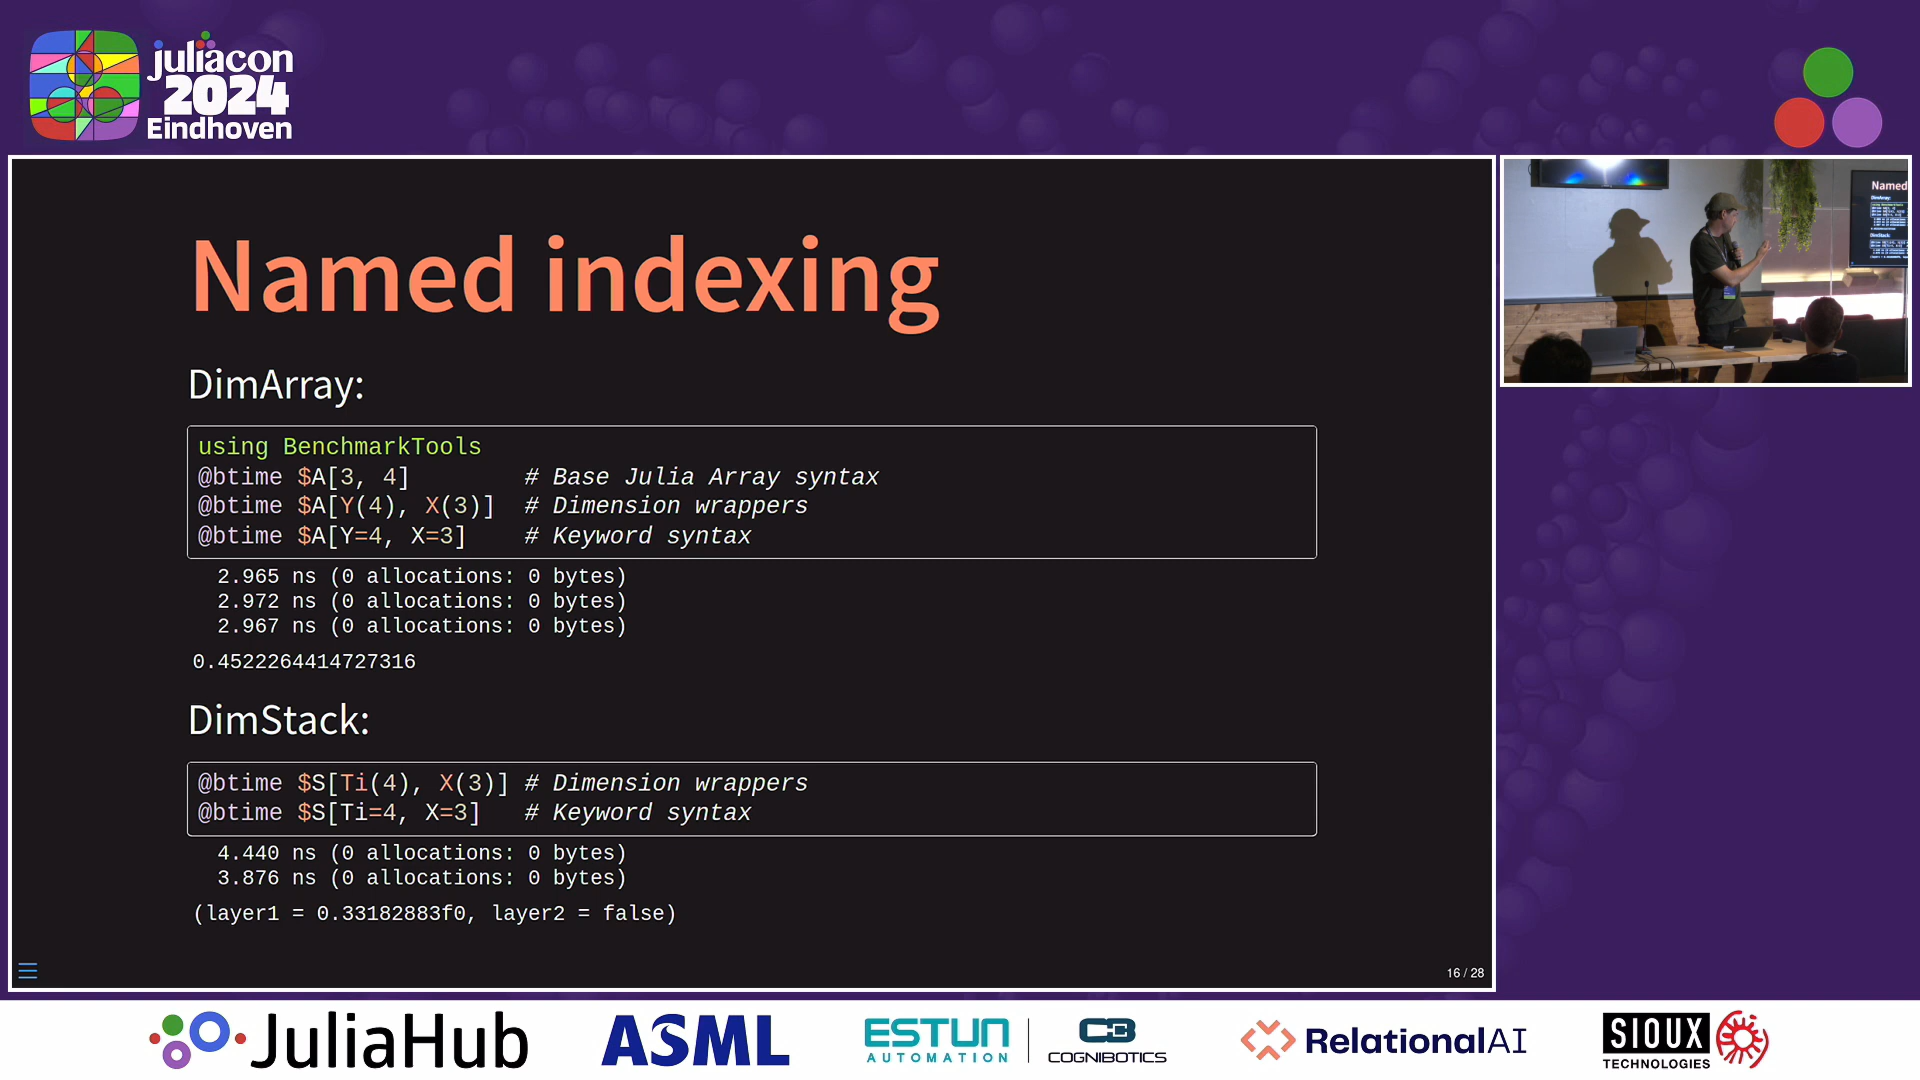 juliacon
2024
Eindhoven
Named indexing
DimArray:
using BenchmarkTools
@btime $A[3, 4]        # Base Julia Array syntax
@btime $A[Y(4), X(3)]  # Dimension wrappers
@btime $A[Y=4, X=3]    # Keyword syntax
2.965 ns (0 allocations: 0 bytes)
2.972 ns (0 allocations: 0 bytes)
2.967 ns (0 allocations: 0 bytes)
0.4522264414727316
DimStack:
@btime $S[Ti(4), X(3)] # Dimension wrappers
@btime $S[Ti=4, X=3]   # Keyword syntax
4.440 ns (0 allocations: 0 bytes)
3.876 ns (0 allocations: 0 bytes)
(layer1 = 0.33182883f0, layer2 = false)
16 / 28
Named
DimArray:
DimStack:
JuliaHub
ASML
ESTUN
AUTOMATION
COGNIBOTICS
RelationalAI
SIOUX
TECHNOLOGIES